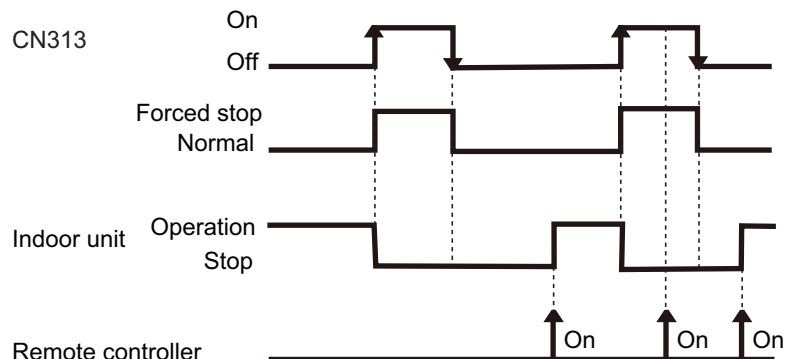 On
CN313
Off
Forced stop
Normal
Operation
Indoor unit
Stop
On
On
On
Remote controller